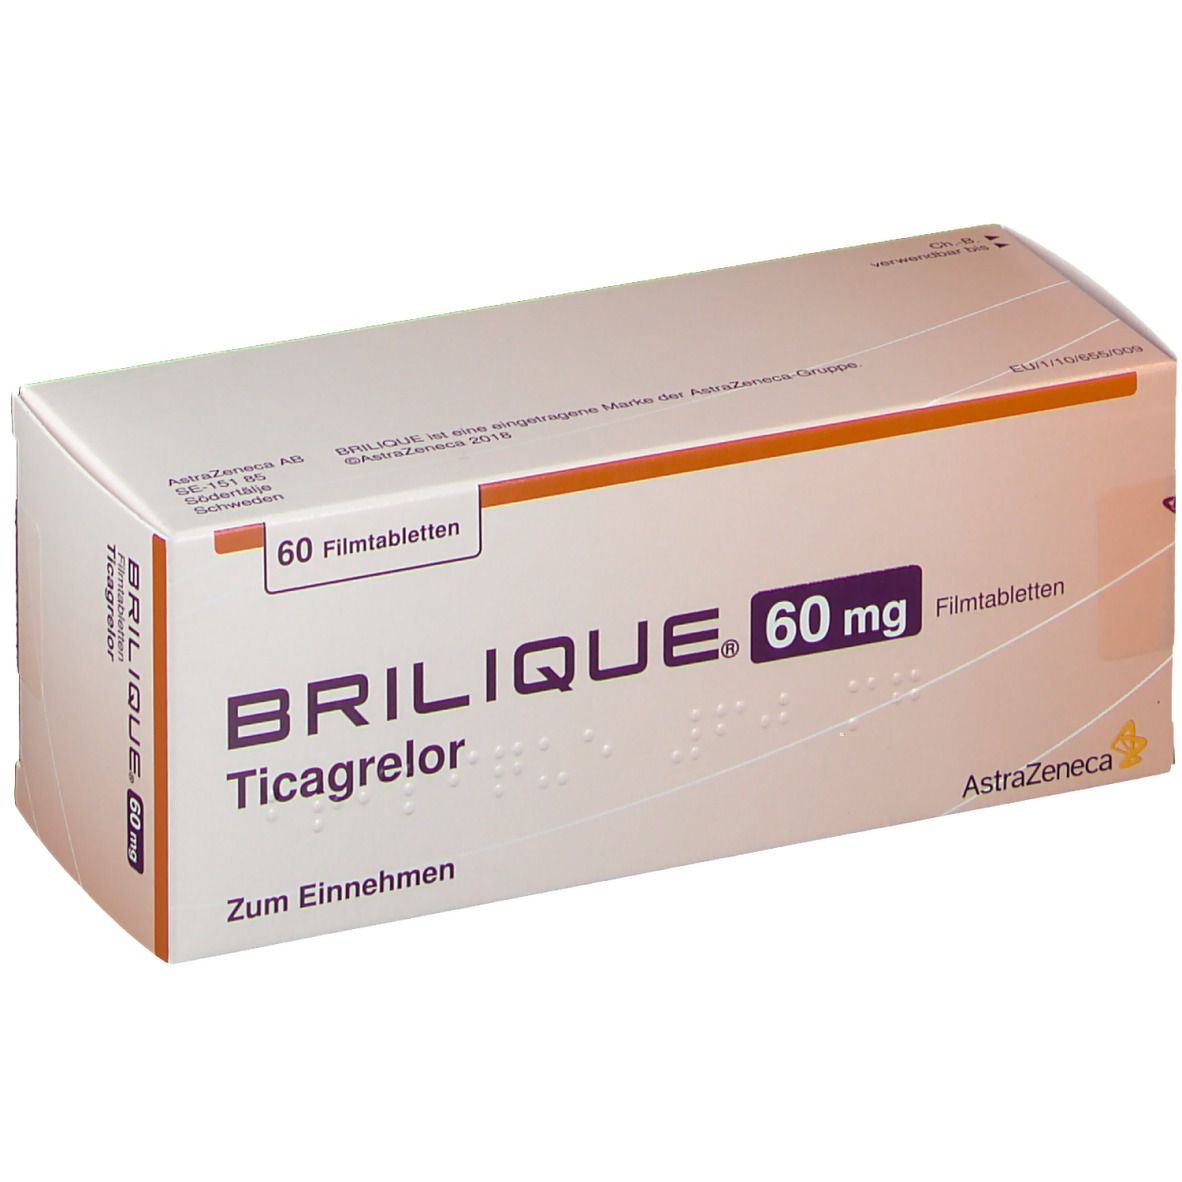 Ch.-B.
verwendbar bis
EU/1/10/655/009
BRILIQUE ist eine eingetragene Marke der AstraZeneca-Gruppe.
©AstraZeneca 2018
AstraZeneca AB
SE-151 85
Södertälje
Schweden
60 Filmtabletten
BRILIQUE® 60 mg Filmtabletten
Ticagrelor
Zum Einnehmen
AstraZeneca
BRILIQUE® 60 mg
Filmtabletten
Ticagrelor